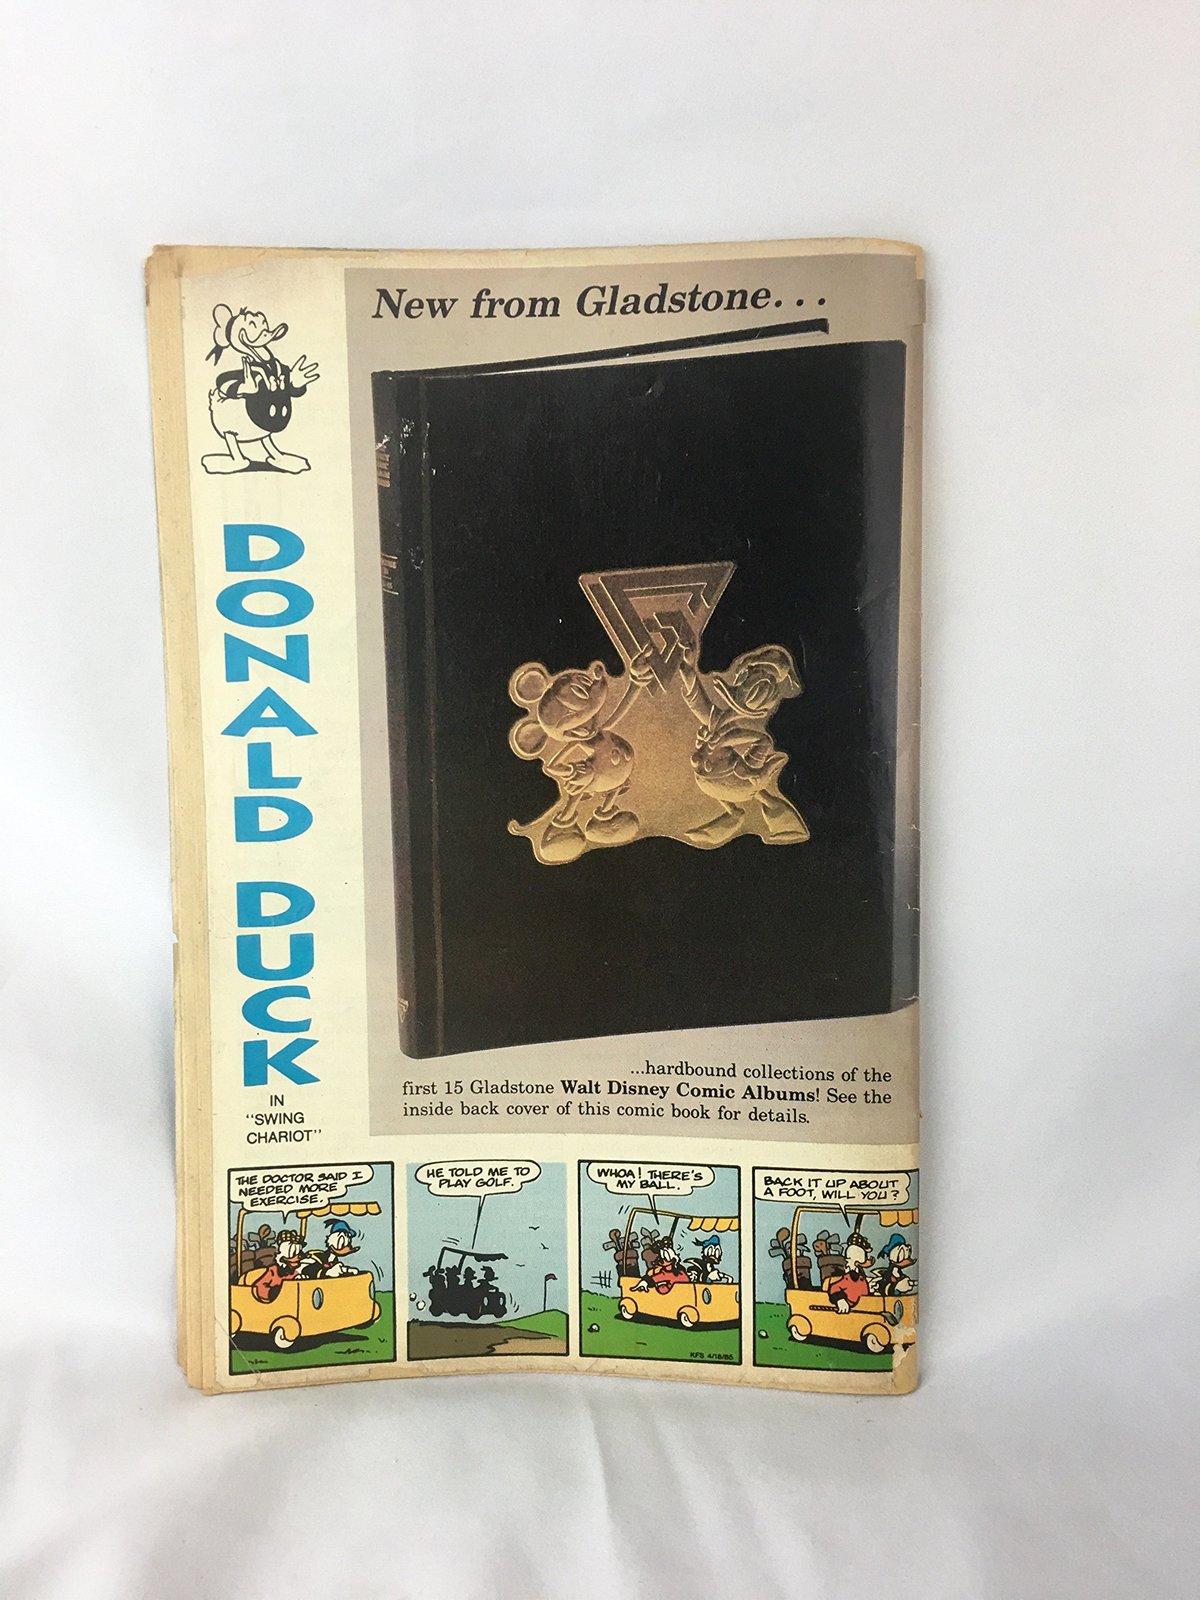 New from Gladstone...
DONALD DUCK
IN
"SWING
CHARIOT"
...hardbound collections of the
first 15 Gladstone Walt Disney Comic Albums! See the
inside back cover of this comic book for details.
THE DOCTOR SAID I
NEEDED MORE
EXERCISE.
HE TOLD ME TO
PLAY GOLF.
WHOA! THERE'S
MY BALL.
KFS 4/18/85
BACK IT UP ABOUT
A FOOT, WILL YOU?